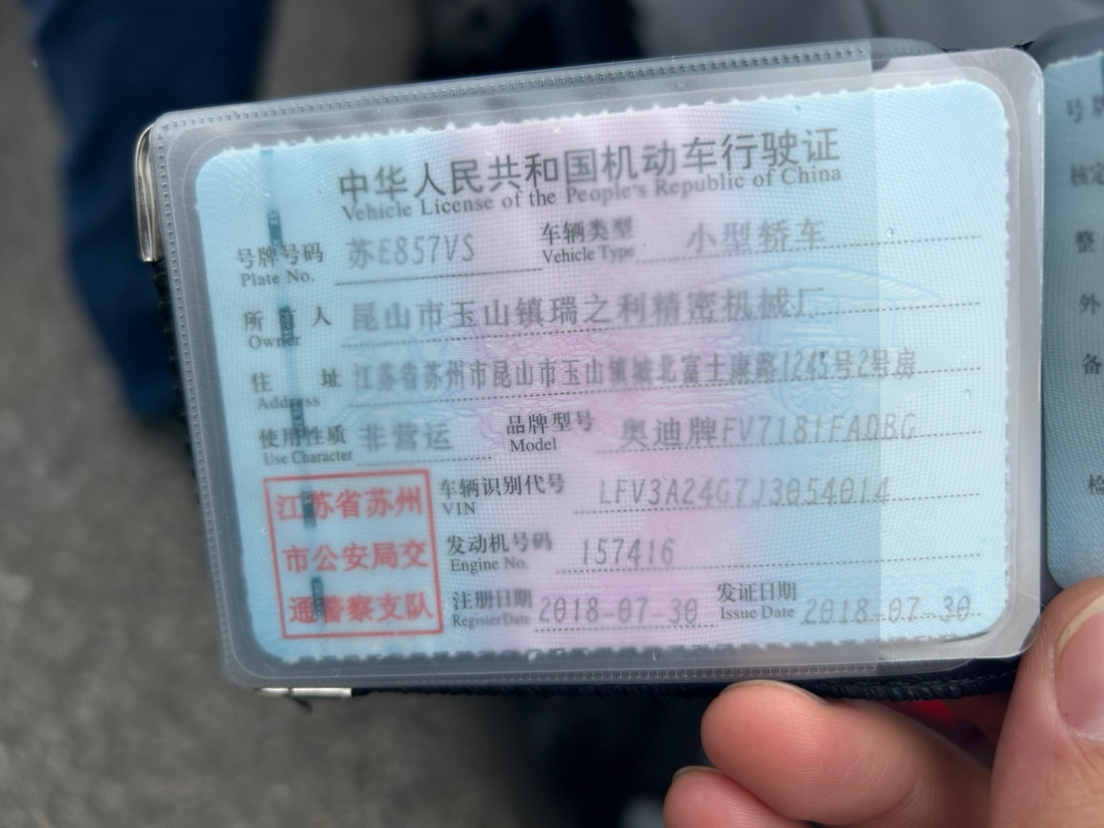 中华人民共和国机动车行驶证
Vehicle License of the People's Republic of China
号牌号码 苏E857VS 车辆类型 小型轿车
Plate No. Vehicle Type
所有人 昆山市玉山镇瑞之利精密机械厂
Owner
住址 江苏省苏州市昆山市玉山镇城北富士康路1245号2号房
Address
使用性质 非营运 品牌型号 奥迪牌FV7181FADBG
Use Character Model
江苏省苏州
市公安局交
通警察支队
车辆识别代号 LFV3A24G7J3054014
VIN
发动机号码 157416
Engine No.
注册日期 2018-07-30 发证日期 2018-07-30
Register Date Issue Date
号牌
核定
整
外
备
检